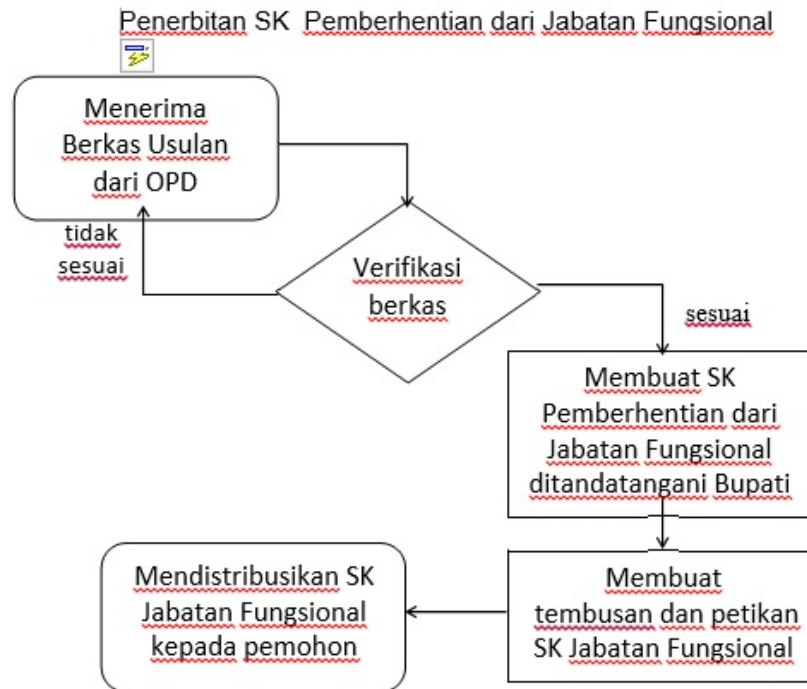 Penerbitan SK Pemberhentian dari Jabatan Fungsional
Menerima
Berkas Usulan
dari OPD
tidak
sesuai
Verifikasi
berkas
sesuai
Membuat SK
Pemberhentian dari
Jabatan Fungsional
ditandatangani Bupati
Membuat
tembusan dan petikan
SK Jabatan Fungsional
Mendistribusikan SK
Jabatan Fungsional
kepada pemohon